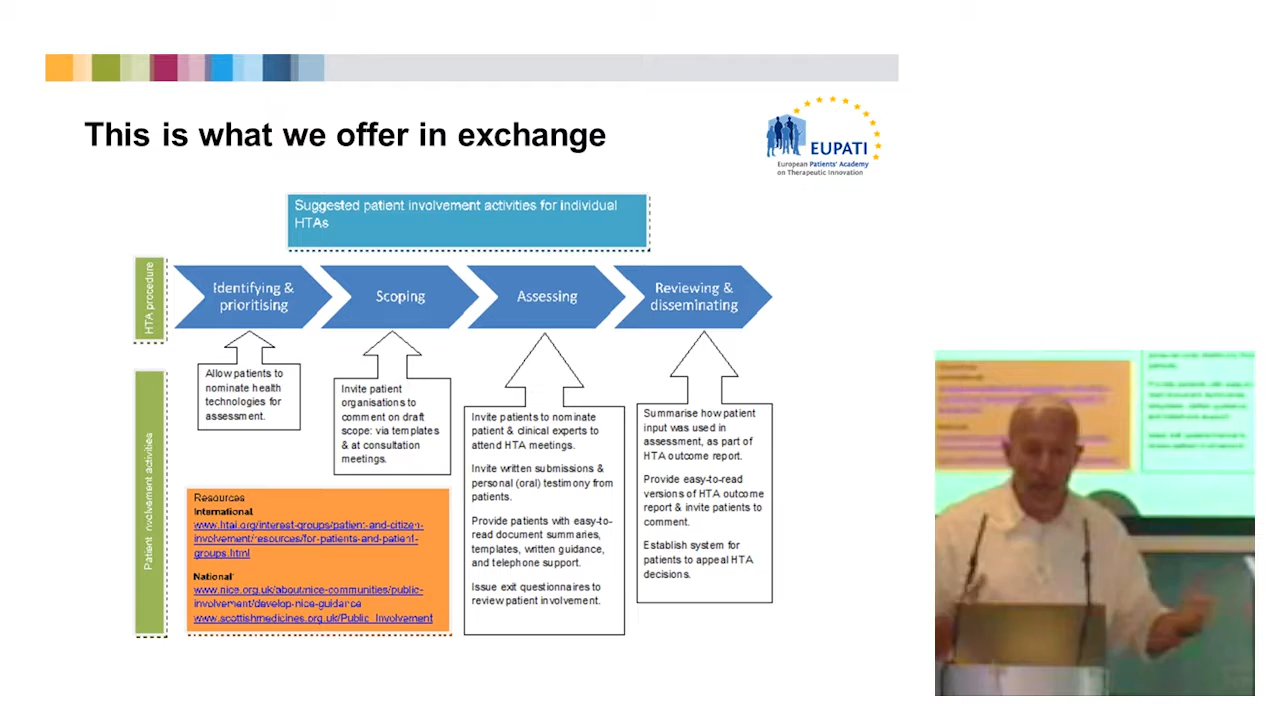 This is what we offer in exchange
EUPATI
European Patients' Academy
on Therapeutic Innovation
Suggested patient involvement activities for individual
HTAs
HTA procedure
Identifying &
prioritising
Scoping
Assessing
Reviewing &
disseminating
Patient involvement activities
Allow patients to
nominate health
technologies for
assessment.
Invite patient
organisations to
comment on draft
scope: via templates
& at consultation
meetings.
Invite patients to nominate
patient & clinical experts to
attend HTA meetings.
Invite written submissions &
personal (oral) testimony from
patients.
Provide patients with easy-to-
read document summaries,
templates, written guidance,
and telephone support.
Issue exit questionnaires to
review patient involvement.
Summarise how patient
input was used in
assessment, as part of
HTA outcome report.
Provide easy-to-read
versions of HTA outcome
report & invite patients to
comment.
Establish system for
patients to appeal HTA
decisions.
Resources
International
www.htai.org/interest-groups/patient-and-citizen-
involvement/resources/for-patients-and-patient-
groups.html
National
www.nice.org.uk/about/nice-communities/public-
involvement/develop-nice-guidance
www.scottishmedicines.org.uk/Public_Involvement